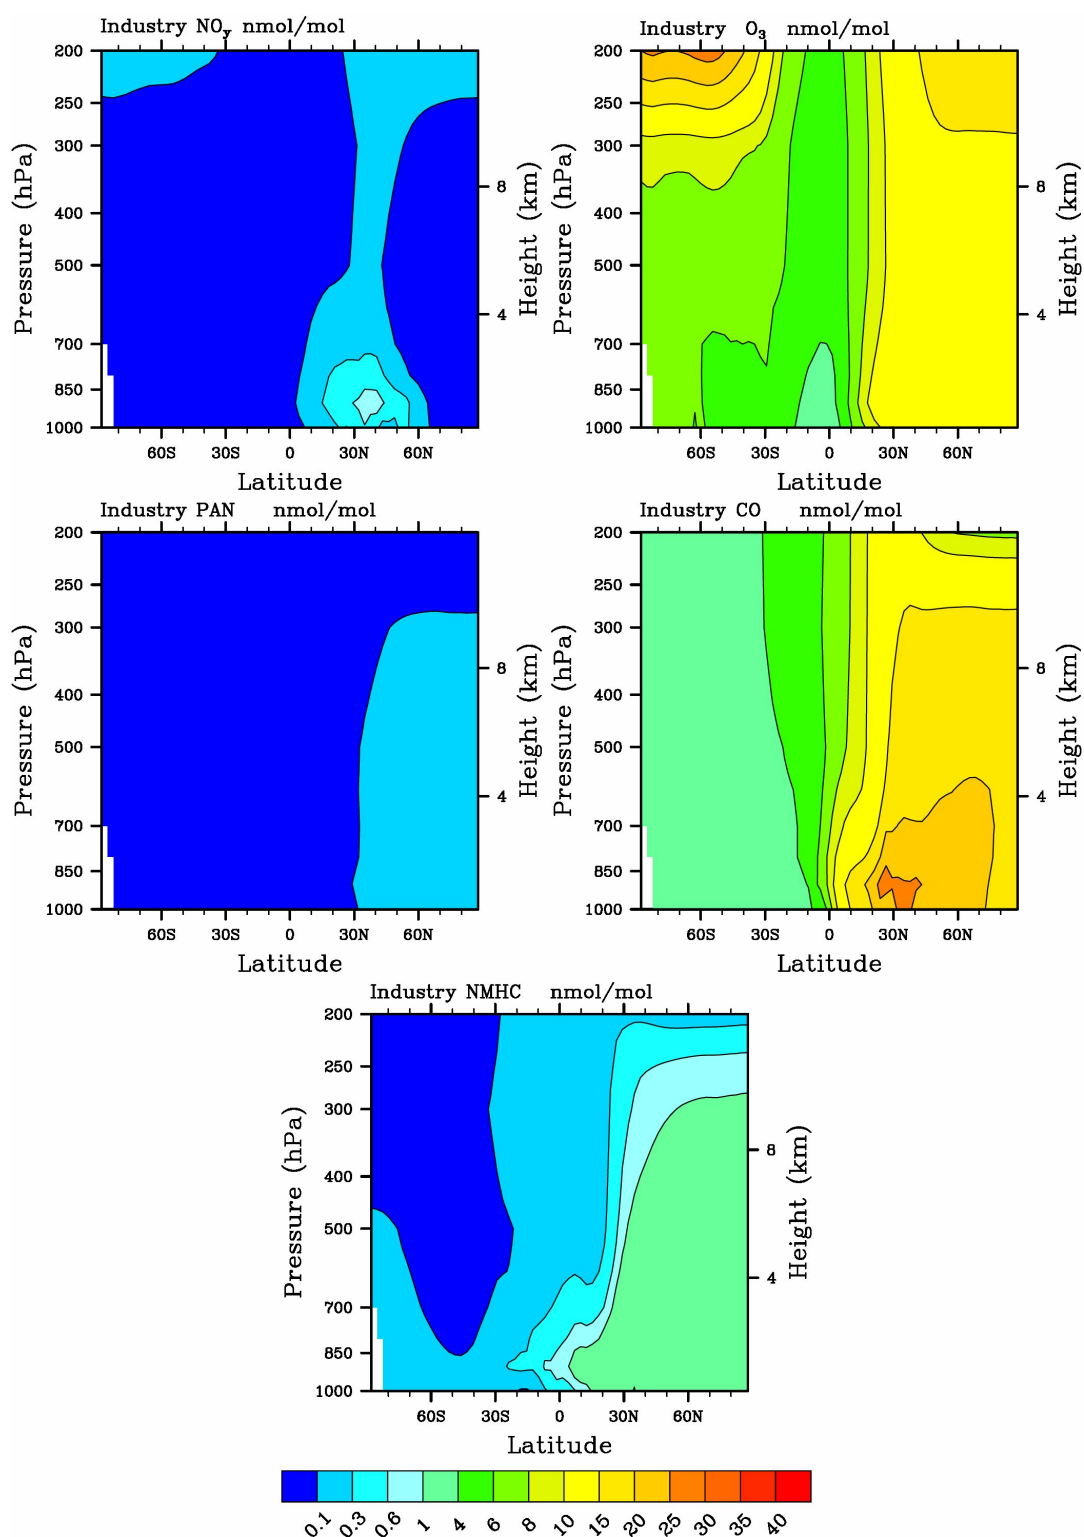 Industry NOy nmol/mol
Industry O3 nmol/mol
200
250
300
400
500
700
850
1000
Pressure (hPa)
8
4
Height (km)
60S 30S 0 30N 60N
Latitude
200
250
300
400
500
700
850
1000
Pressure (hPa)
8
4
Height (km)
60S 30S 0 30N 60N
Latitude
Industry PAN nmol/mol
Industry CO nmol/mol
200
250
300
400
500
700
850
1000
Pressure (hPa)
8
4
Height (km)
60S 30S 0 30N 60N
Latitude
200
250
300
400
500
700
850
1000
Pressure (hPa)
8
4
Height (km)
60S 30S 0 30N 60N
Latitude
Industry NMHC nmol/mol
200
250
300
400
500
700
850
1000
Pressure (hPa)
8
4
Height (km)
60S 30S 0 30N 60N
Latitude
0.1 0.3 0.6 1 4 6 8 10 15 20 25 30 35 40